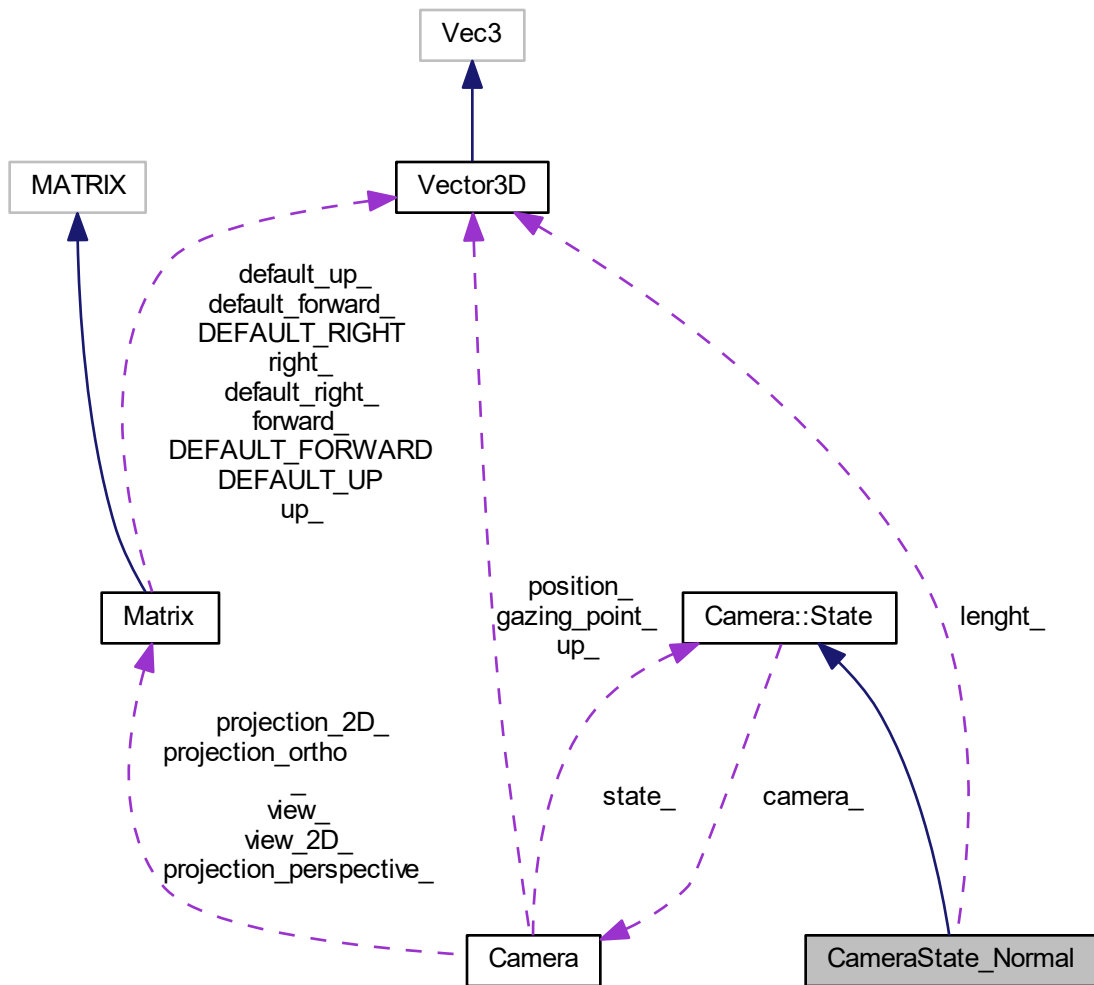 Vec3
MATRIX
Vector3D
default_up_
default_forward_
DEFAULT_RIGHT
right_
default_right_
forward_
DEFAULT_FORWARD
DEFAULT_UP
up_
Matrix
position_
gazing_point_
up_
Camera::State
lenght_
projection_2D_
projection_ortho
_
view_
view_2D_
projection_perspective_
state_
camera_
Camera
CameraState_Normal